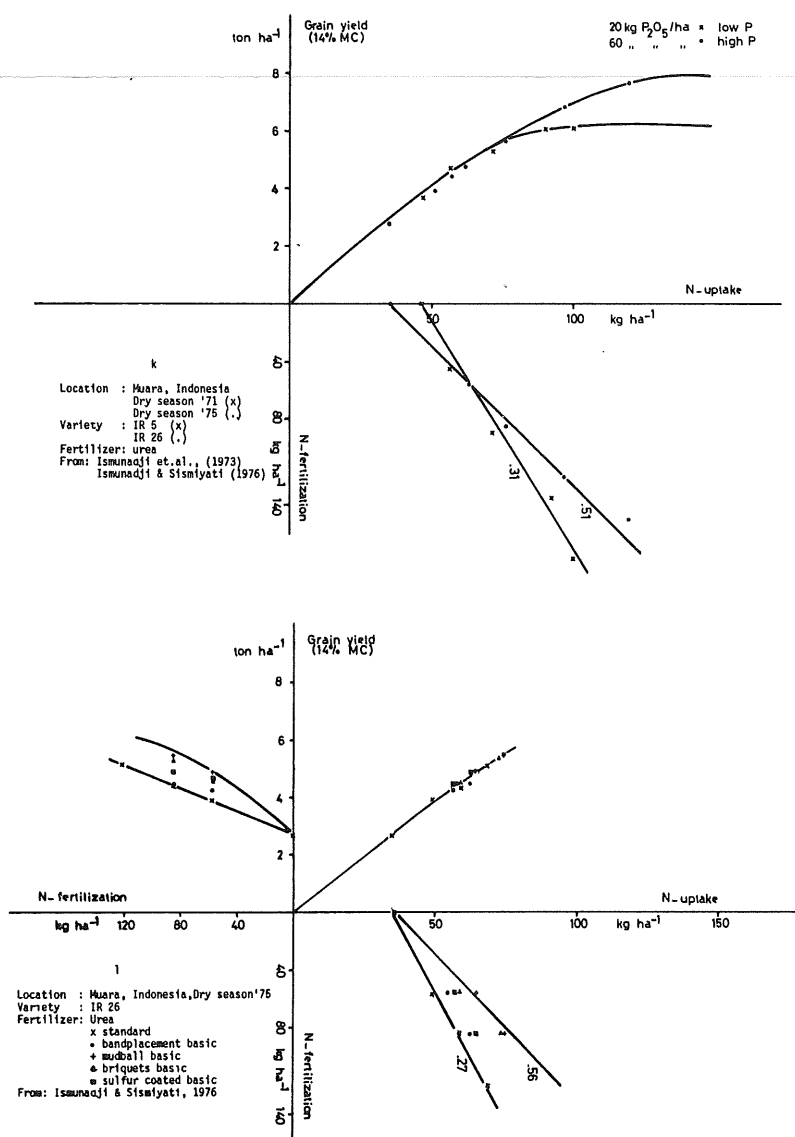 Grain yield
(14% MC)
ton ha⁻¹
20 kg P₂O₅/ha x low P
60 „ „ „ • high P
8
6
4
2
N-uptake
50
100
kg ha⁻¹
k
Location : Muara, Indonesia
Dry season '71 (x)
Dry season '75 (.)
Variety : IR 5 (x)
IR 26 (.)
Fertilizer: urea
From: Ismunadji et.al., (1973)
Ismunadji & Sismiyati (1976)
40
80
kg ha⁻¹
140
N-fertilization
.31
.51
Grain yield
(14% MC)
ton ha⁻¹
8
6
4
2
N-fertilization
kg ha⁻¹ 120 80 40
N-uptake
50 100 kg ha⁻¹ 150
l
Location : Muara, Indonesia,Dry season'75
Variety : IR 26
Fertilizer: Urea
x standard
• bandplacement basic
+ mudball basic
▵ briquets basic
▫ sulfur coated basic
From: Ismunadji & Sismiyati, 1976
40
80
kg ha⁻¹
140
N-fertilization
.27
.56